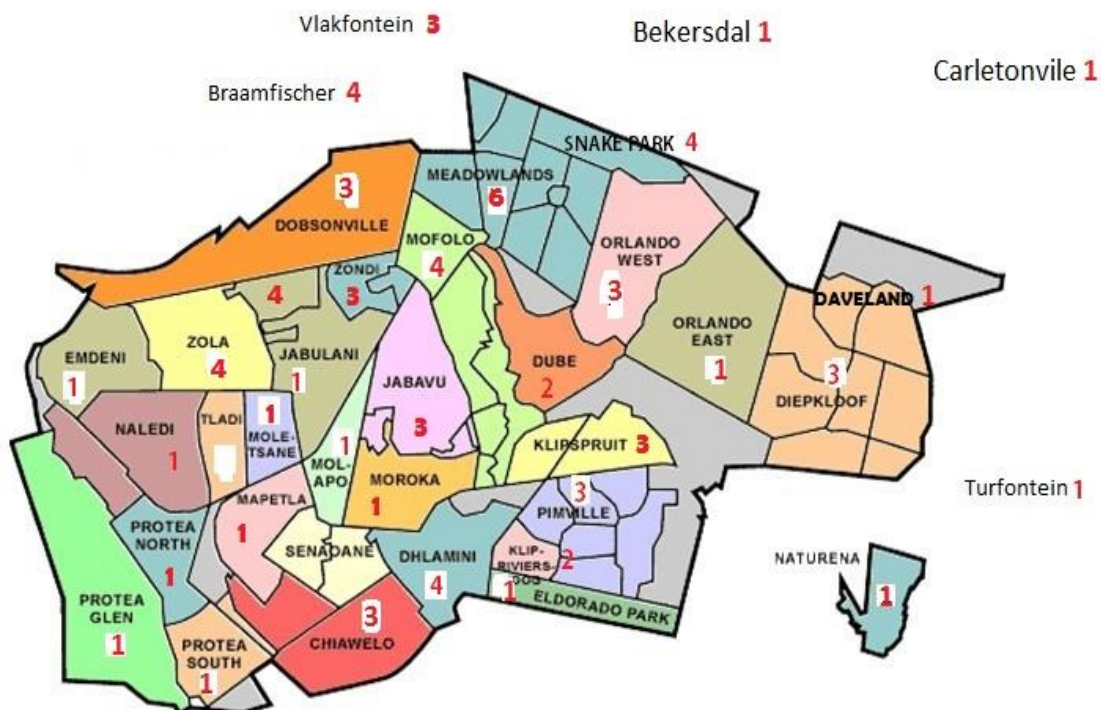 Vlakfontein 3
Bekersdal 1
Carletonvile 1
Braamfischer 4
SNAKE PARK 4
MEADOWLANDS
6
3
DOBSONVILLE
MOFOLO
4
ORLANDO
WEST
3
ZONDI
3
4
DAVELAND 1
ORLANDO
EAST
1
EMDENI
1
ZOLA
4
JABULANI
1
JABAVU
3
DUBE
2
3
DIEPKLOOF
NALEDI
1
TLADI
1
MOLE-
TSANE
1
MOL-
APO
MOROKA
1
KLIPSPRUIT 3
3
PIMVILLE
MAPETLA
1
PROTEA
NORTH
1
SENAOANE
DHLAMINI
4
KLIP-
RIVIERS-
OOG
2
1
ELDORADO PARK
Turfontein 1
NATURENA
1
PROTEA
GLEN
1
PROTEA
SOUTH
1
3
CHIAWELO